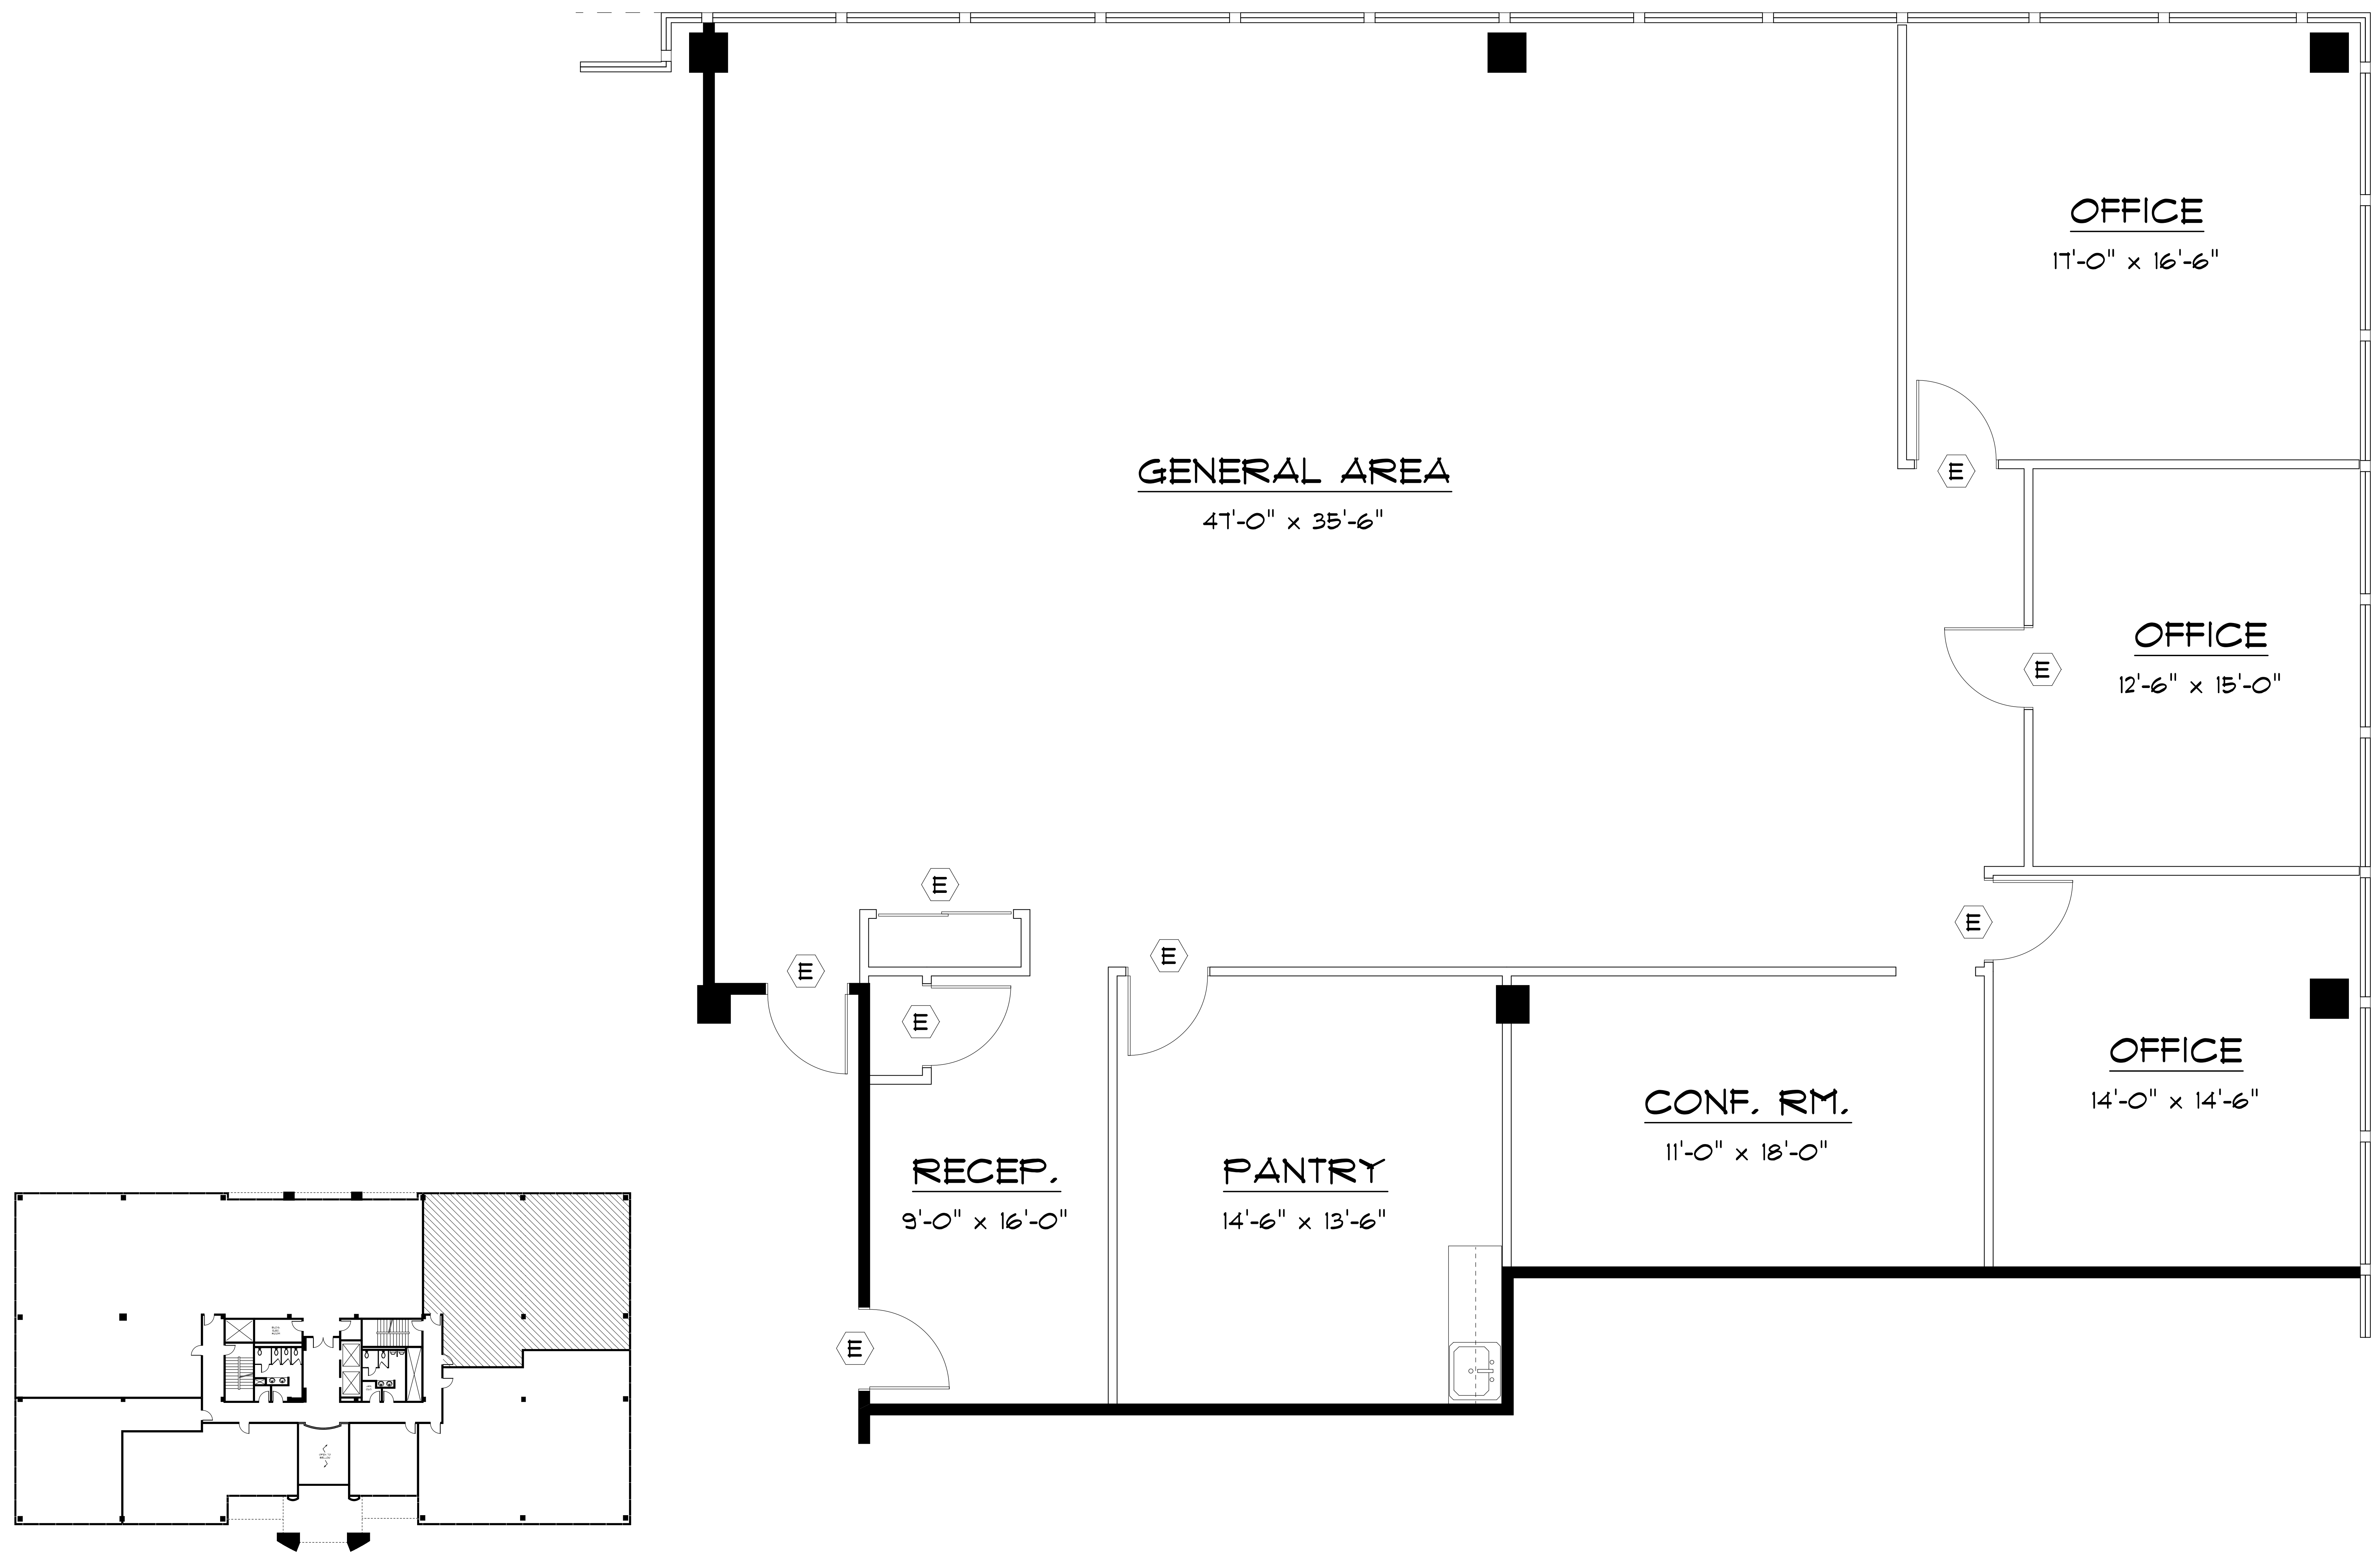 OFFICE
17'-0" x 16'-6"
GENERAL AREA
47'-0" x 35'-6"
E
OFFICE
12'-6" x 15'-0"
E
E
E
E
E
E
OFFICE
14'-0" x 14'-6"
E
CONF. RM.
11'-0" x 18'-0"
RECEP.
9'-0" x 16'-0"
PANTRY
14'-6" x 13'-6"
E